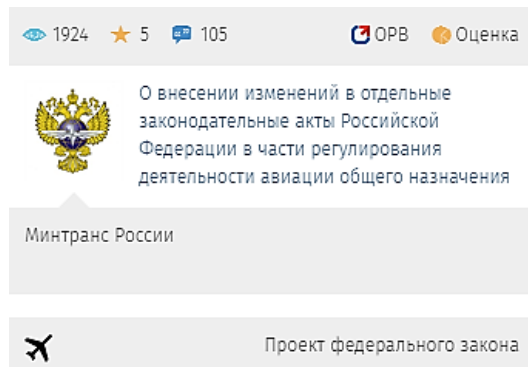 1924 5 105 ОРВ Оценка
О внесении изменений в отдельные
законодательные акты Российской
Федерации в части регулирования
деятельности авиации общего назначения
Минтранс России
Проект федерального закона